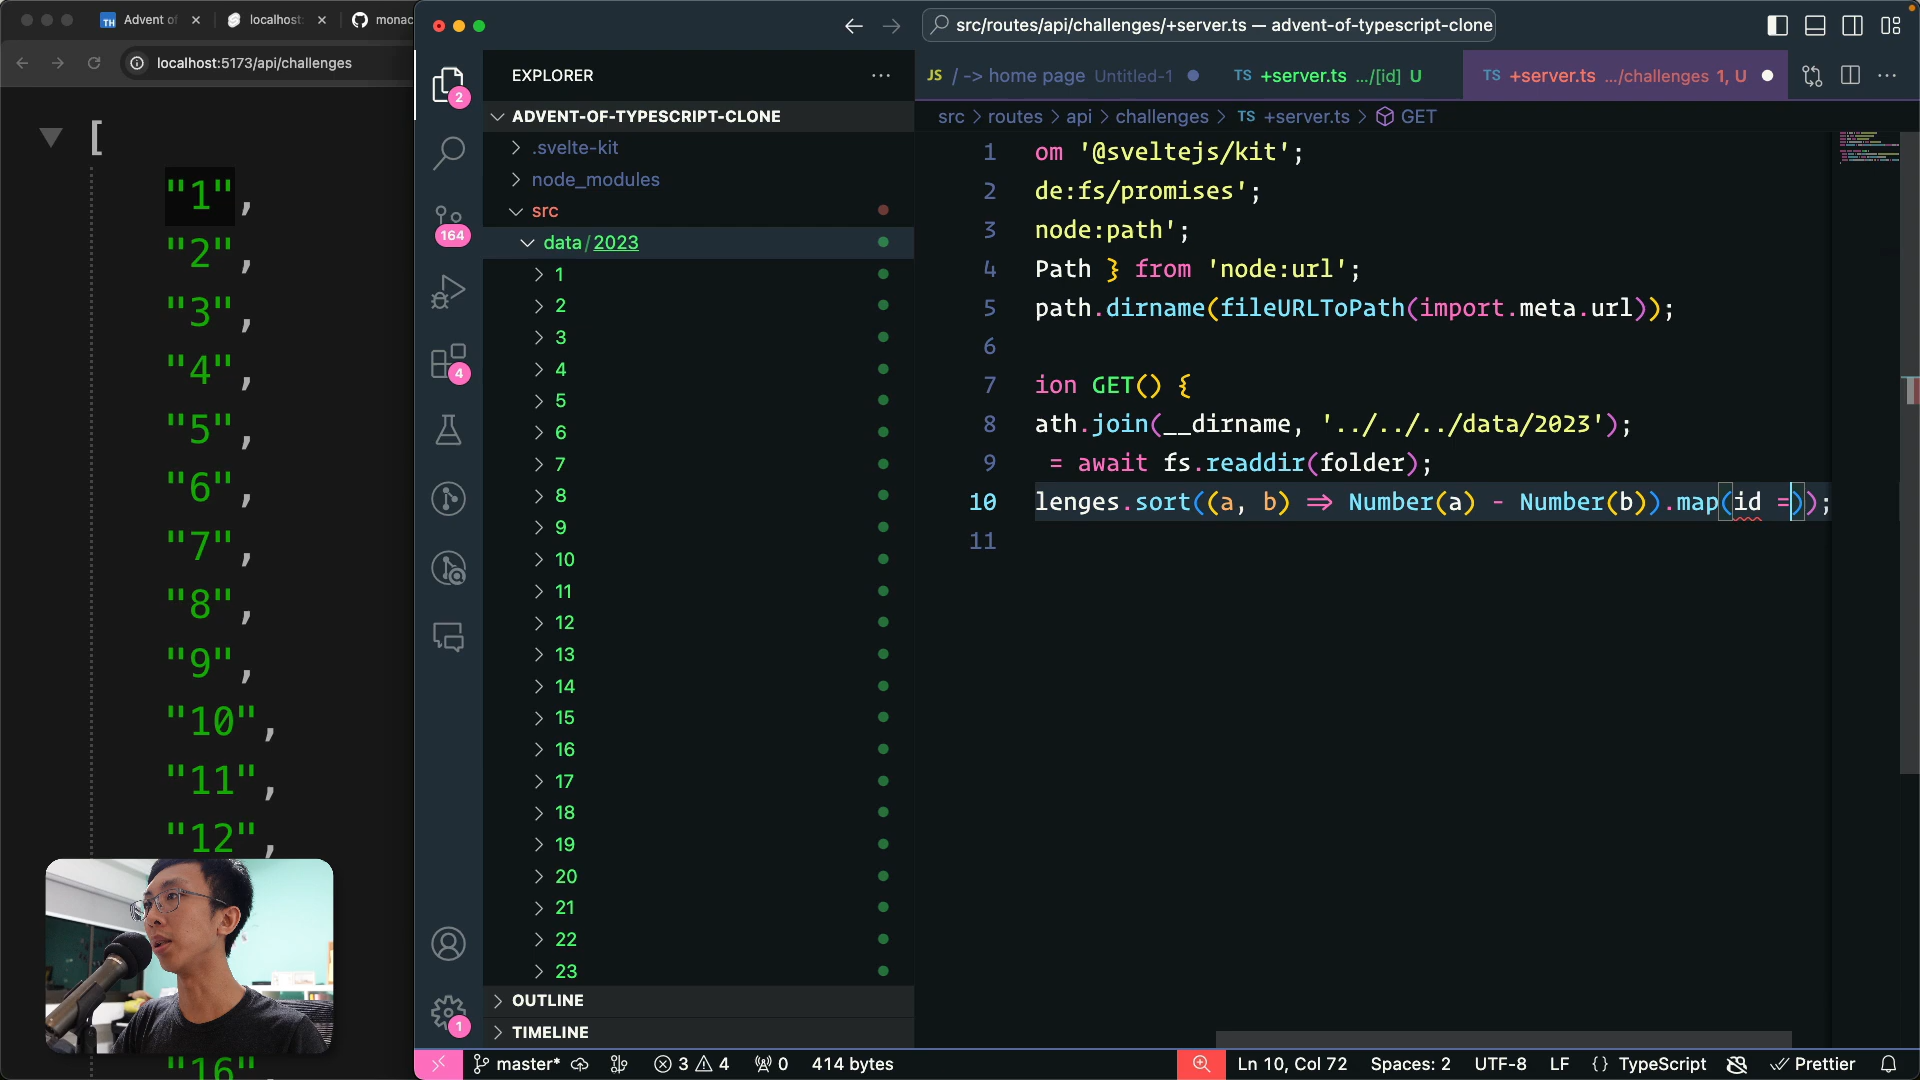 Advent of
localhost:
monac
localhost:5173/api/challenges
[
"1",
"2",
"3",
"4",
"5",
"6",
"7",
"8",
"9",
"10",
"11",
"12",
"16",
src/routes/api/challenges/+server.ts — advent-of-typescript-clone
2
164
4
1
EXPLORER
ADVENT-OF-TYPESCRIPT-CLONE
.svelte-kit
node_modules
src
data/2023
1
2
3
4
5
6
7
8
9
10
11
12
13
14
15
16
17
18
19
20
21
22
23
OUTLINE
TIMELINE
JS / -> home page Untitled-1
TS +server.ts .../[id] U
TS +server.ts .../challenges 1, U
src > routes > api > challenges > TS +server.ts > GET
1 om '@sveltejs/kit';
2 de:fs/promises';
3 node:path';
4 Path } from 'node:url';
5 path.dirname(fileURLToPath(import.meta.url));
6
7 ion GET() {
8 ath.join(__dirname, '../../../data/2023');
9 = await fs.readdir(folder);
10 lenges.sort((a, b) => Number(a) - Number(b)).map(id =));
11
master*
3 4
0
414 bytes
Ln 10, Col 72
Spaces: 2
UTF-8
LF
{} TypeScript
Prettier